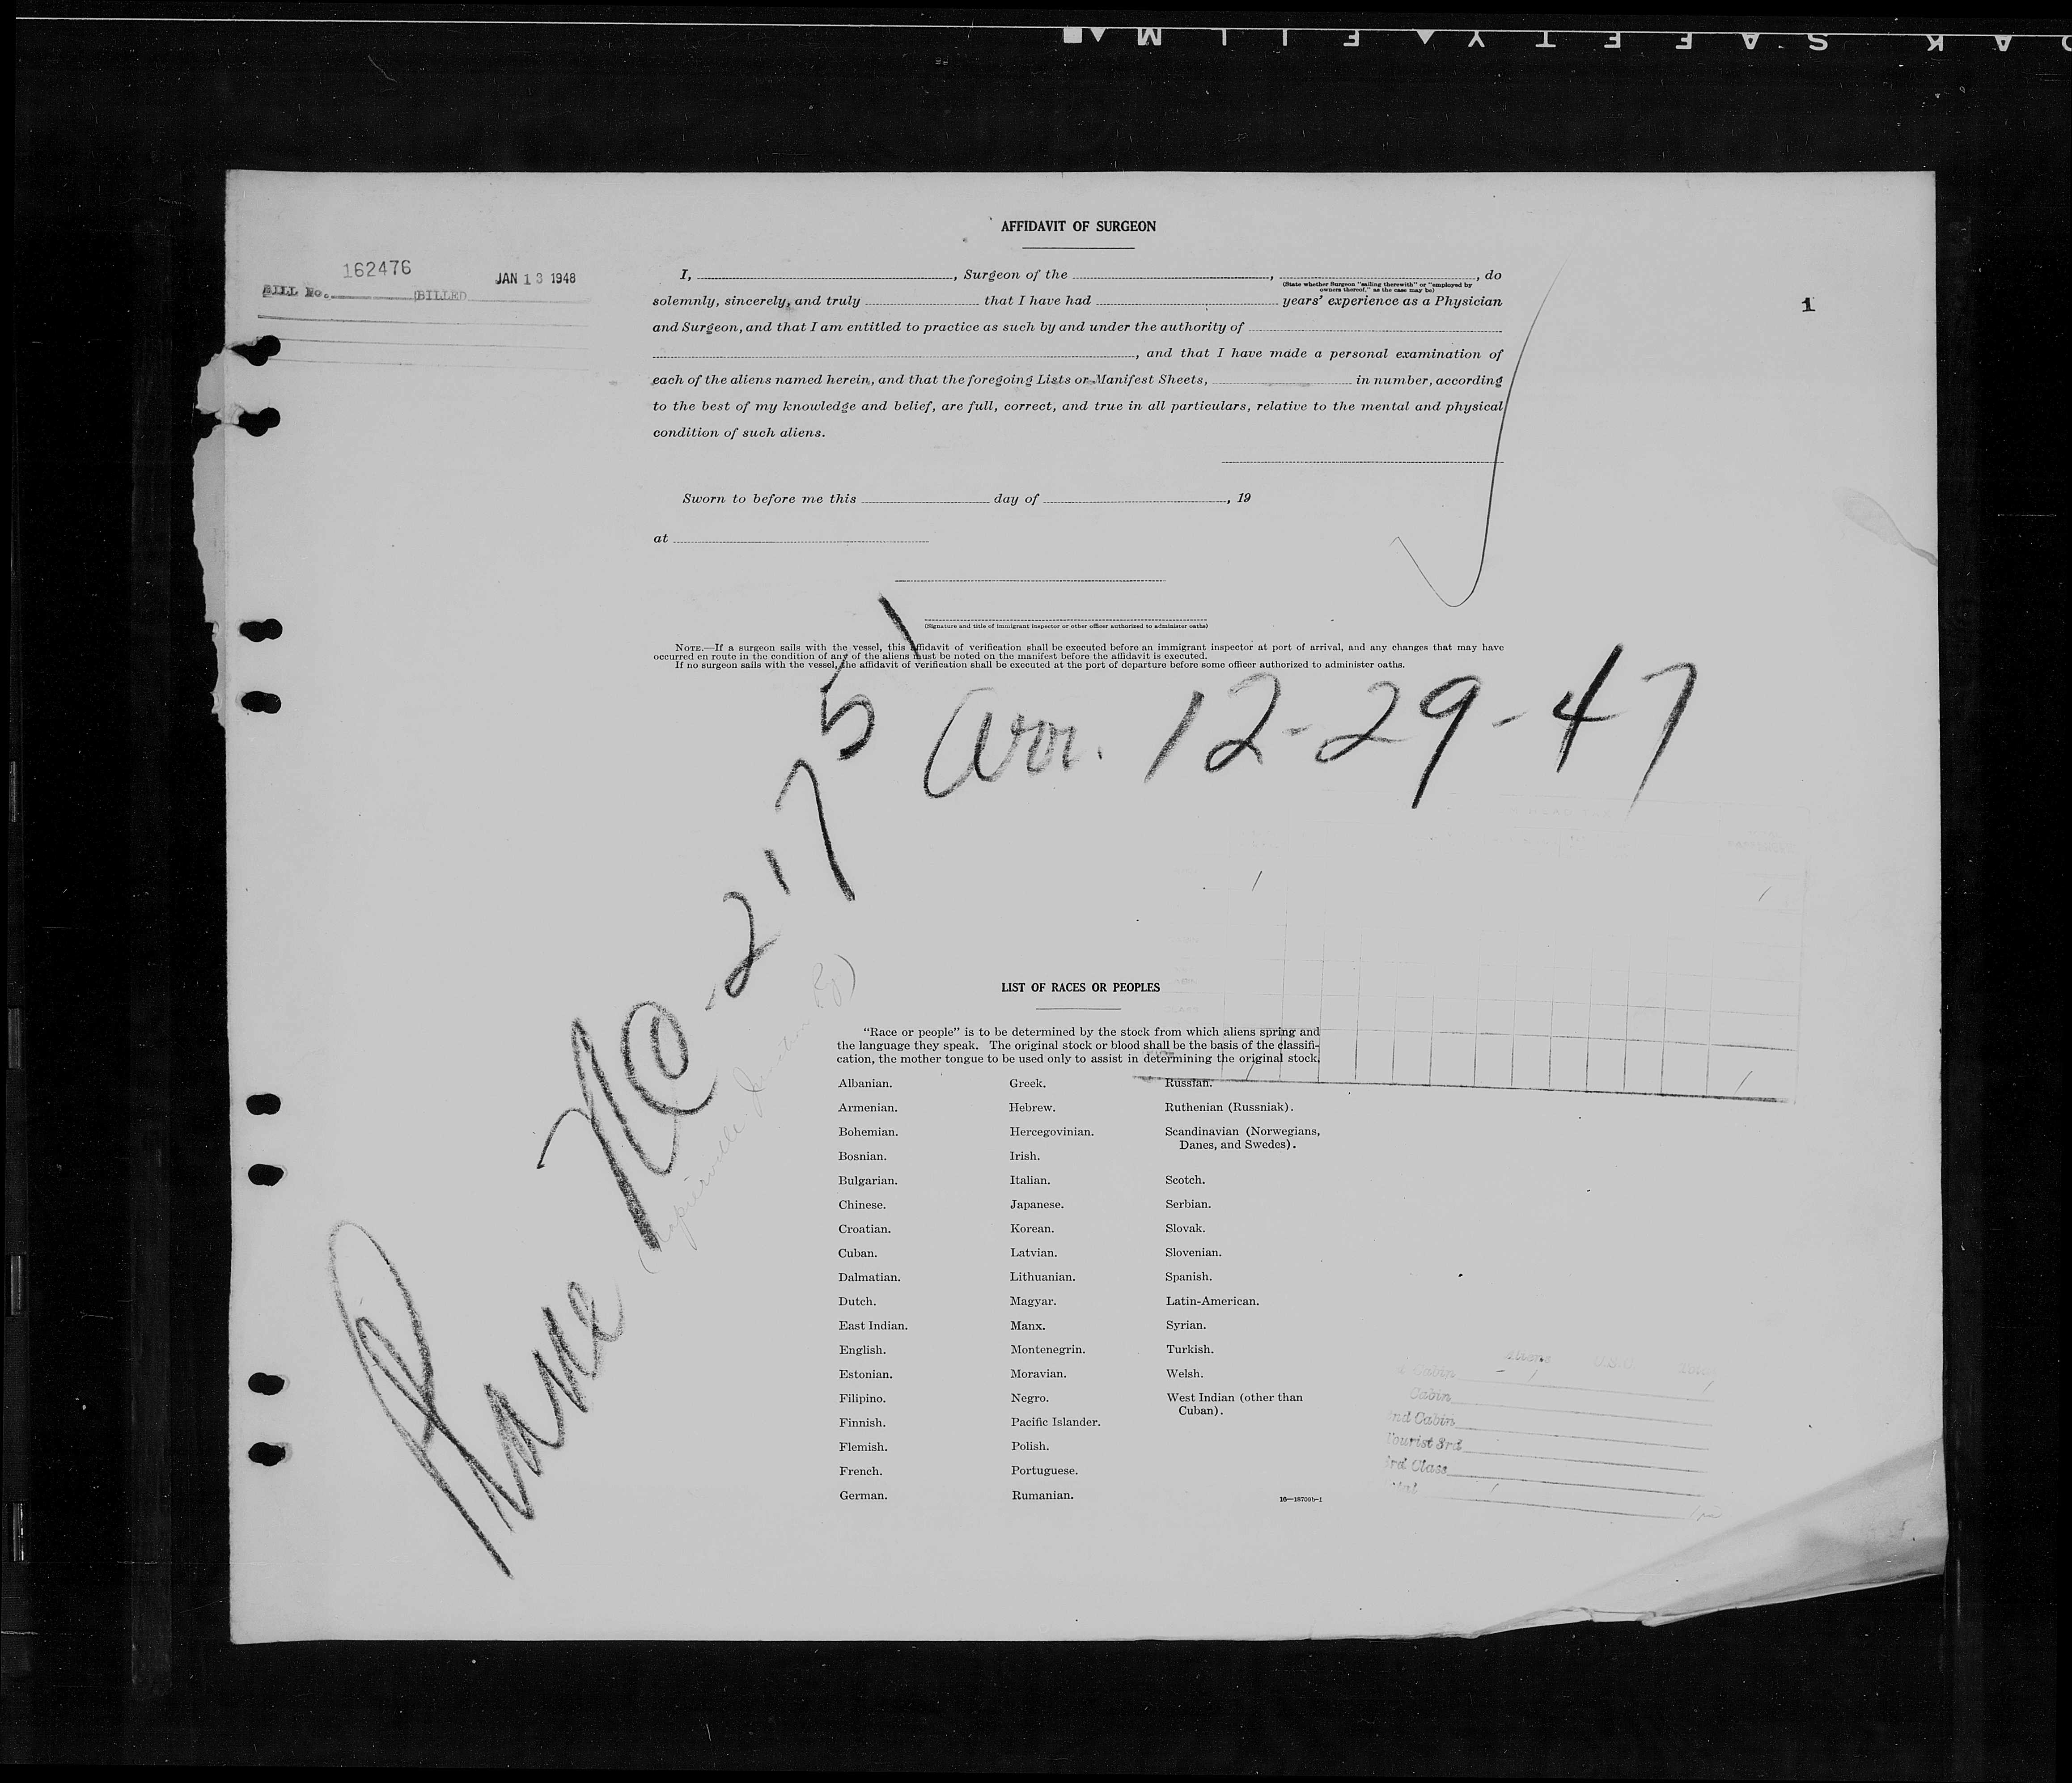 AK SAFETY FILM
AFFIDAVIT OF SURGEON
162476
BILL No. BILLED JAN 13 1948
1
I, , Surgeon of the , , do
(State whether Surgeon "sailing therewith" or "employed by
owners thereof," as the case may be)
solemnly, sincerely, and truly that I have had years' experience as a Physician
and Surgeon, and that I am entitled to practice as such by and under the authority of
, and that I have made a personal examination of
each of the aliens named herein, and that the foregoing Lists or Manifest Sheets, in number, according
to the best of my knowledge and belief, are full, correct, and true in all particulars, relative to the mental and physical
condition of such aliens.
Sworn to before me this day of , 19
at
(Signature and title of immigrant inspector or other officer authorized to administer oaths)
NOTE.—If a surgeon sails with the vessel, this affidavit of verification shall be executed before an immigrant inspector at port of arrival, and any changes that may have
occurred en route in the condition of any of the aliens must be noted on the manifest before the affidavit is executed.
If no surgeon sails with the vessel, the affidavit of verification shall be executed at the port of departure before some officer authorized to administer oaths.
Arr. 12-29-47
Plane NC-21751
LIST OF RACES OR PEOPLES
"Race or people" is to be determined by the stock from which aliens spring and
the language they speak. The original stock or blood shall be the basis of the classifi-
cation, the mother tongue to be used only to assist in determining the original stock.
Albanian.
Armenian.
Bohemian.
Bosnian.
Bulgarian.
Chinese.
Croatian.
Cuban.
Dalmatian.
Dutch.
East Indian.
English.
Estonian.
Filipino.
Finnish.
Flemish.
French.
German.
Greek.
Hebrew.
Hercegovinian.
Irish.
Italian.
Japanese.
Korean.
Latvian.
Lithuanian.
Magyar.
Manx.
Montenegrin.
Moravian.
Negro.
Pacific Islander.
Polish.
Portuguese.
Rumanian.
Russian.
Ruthenian (Russniak).
Scandinavian (Norwegians,
Danes, and Swedes).
Scotch.
Serbian.
Slovak.
Slovenian.
Spanish.
Latin-American.
Syrian.
Turkish.
Welsh.
West Indian (other than
Cuban).
16—18709b-1
Aliens U.S.C.
Cabin
Cabin
nd Cabin
Tourist 3rd
3rd Class